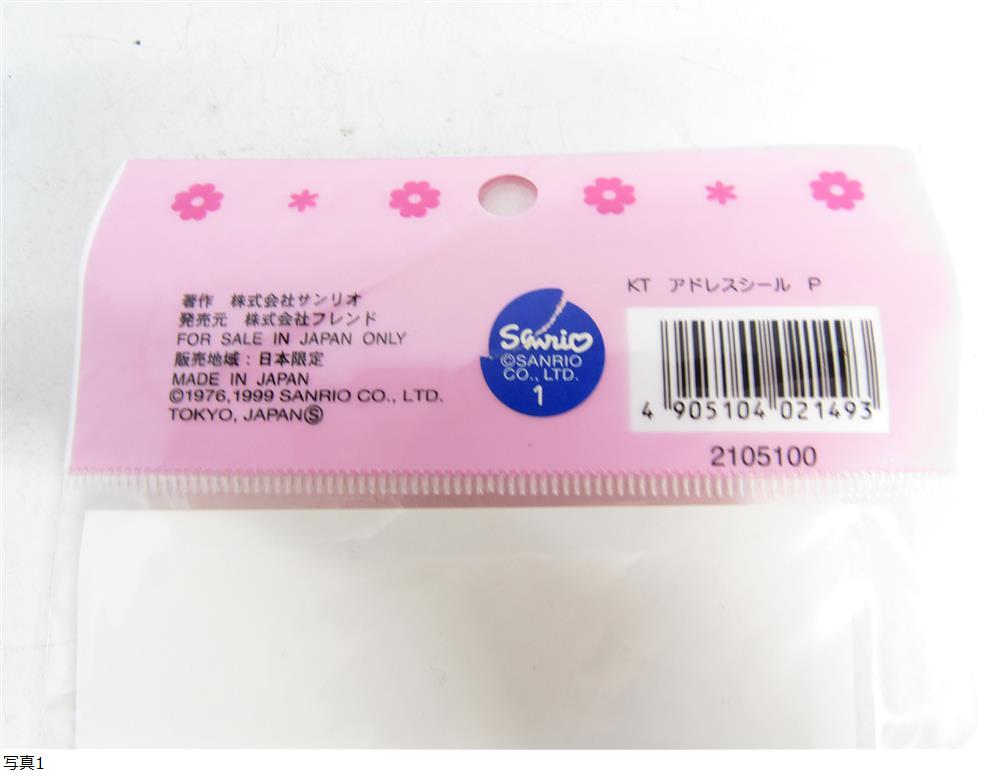 著作　株式会社サンリオ
発売元　株式会社フレンド
FOR SALE IN JAPAN ONLY
販売地域：日本限定
MADE IN JAPAN
©1976,1999 SANRIO CO., LTD.
TOKYO, JAPANⓈ
Sanrio
©SANRIO
CO., LTD.
1
KT　アドレスシール　P
4 905104 021493
2105100
写真1